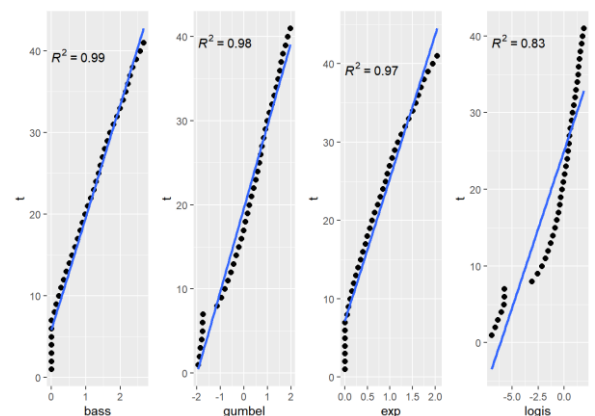 R² = 0.99
t
40
30
20
10
0
0 1 2
bass
R² = 0.98
t
40
30
20
10
0
-2 -1 0 1 2
gumbel
R² = 0.97
t
40
30
20
10
0
0.0 0.5 1.0 1.5 2.0
exp
R² = 0.83
t
40
30
20
10
0
-5.0 -2.5 0.0
logis